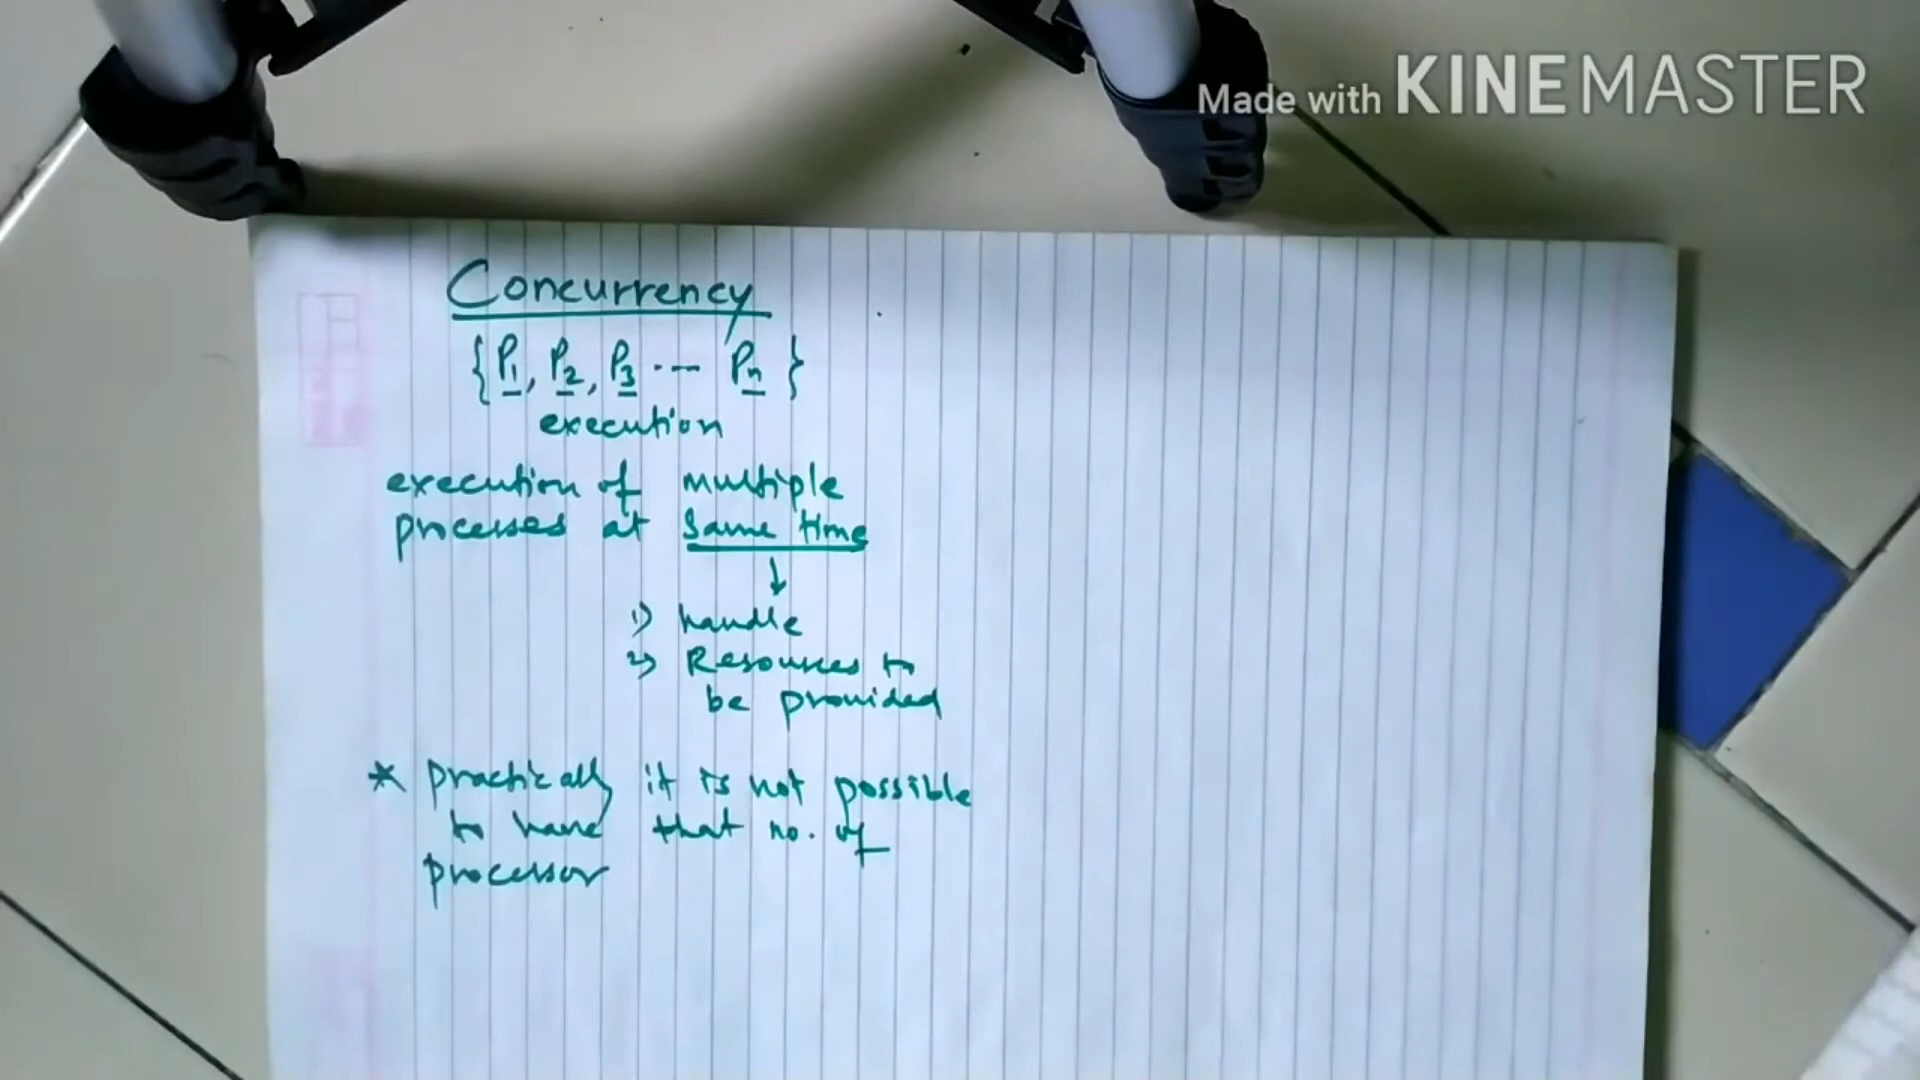 Made with KINEMASTER
Concurrency
{P1, P2, P3 .-- Pn}
execution
execution of multiple
processes at same time
↓
1) handle
2) Resources to
be provided
* practically it is not possible
to have that no. of
processor